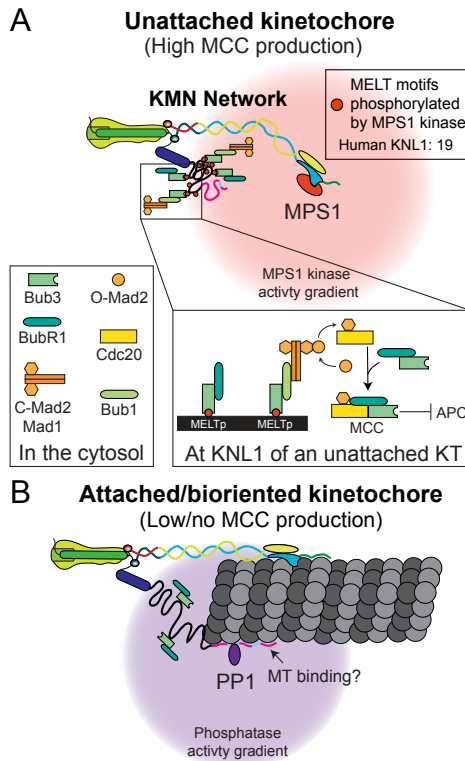 A
Unattached kinetochore
(High MCC production)
MELT motifs
phosphorylated
by MPS1 kinase
Human KNL1: 19
KMN Network
MPS1
MPS1 kinase
activty gradient
Bub3
O-Mad2
BubR1
Cdc20
C-Mad2
Mad1
Bub1
In the cytosol
MELTp
MELTp
MCC
APC
At KNL1 of an unattached KT
B
Attached/bioriented kinetochore
(Low/no MCC production)
PP1
MT binding?
Phosphatase
activty gradient